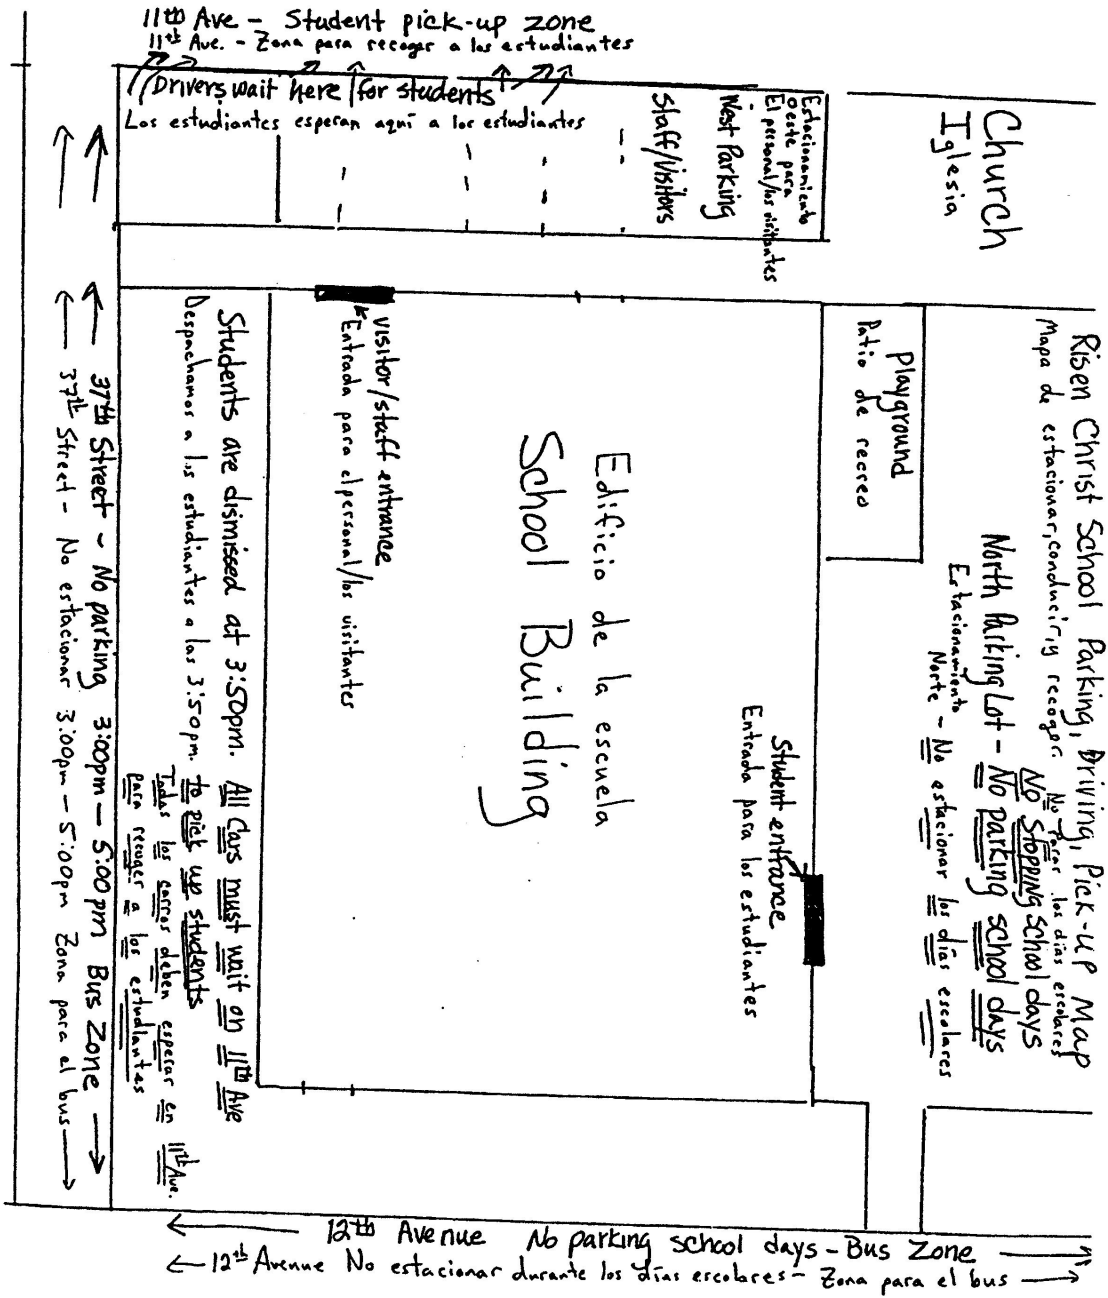 11th Ave - Student pick-up zone
11th Ave. - Zona para recoger a los estudiantes
Drivers wait here for students
Los estudiantes esperan aquí a los estudiantes
Staff/Visitors
West Parking
Estacionamiento
oeste para
El personal/los visitantes
Church
Iglesia
Risen Christ School Parking, Driving, Pick-up Map
Mapa de estacionar, conducir, y recoger.
No Parar los días escolares
No Stopping School days
North Parking Lot - No parking school days
Estacionamiento
Norte - No estacionar los días escolares
Playground
Patio de recreo
Edificio de la escuela
School Building
Student entrance
Entrada para los estudiantes
visitor/staff entrance
Entrada para el personal/los visitantes
Students are dismissed at 3:50pm. All Cars must wait on 11th Ave
to pick up students
Despachamos a los estudiantes a las 3:50pm.
Todas los carros deben esperar en 11th Ave.
para recoger a los estudiantes
37th Street - No parking 3:00pm - 5:00pm Bus Zone
37th Street - No estacionar 3:00pm - 5:00pm Zona para el bus
12th Avenue No parking school days - Bus Zone
12th Avenue No estacionar durante los días escolares - Zona para el bus